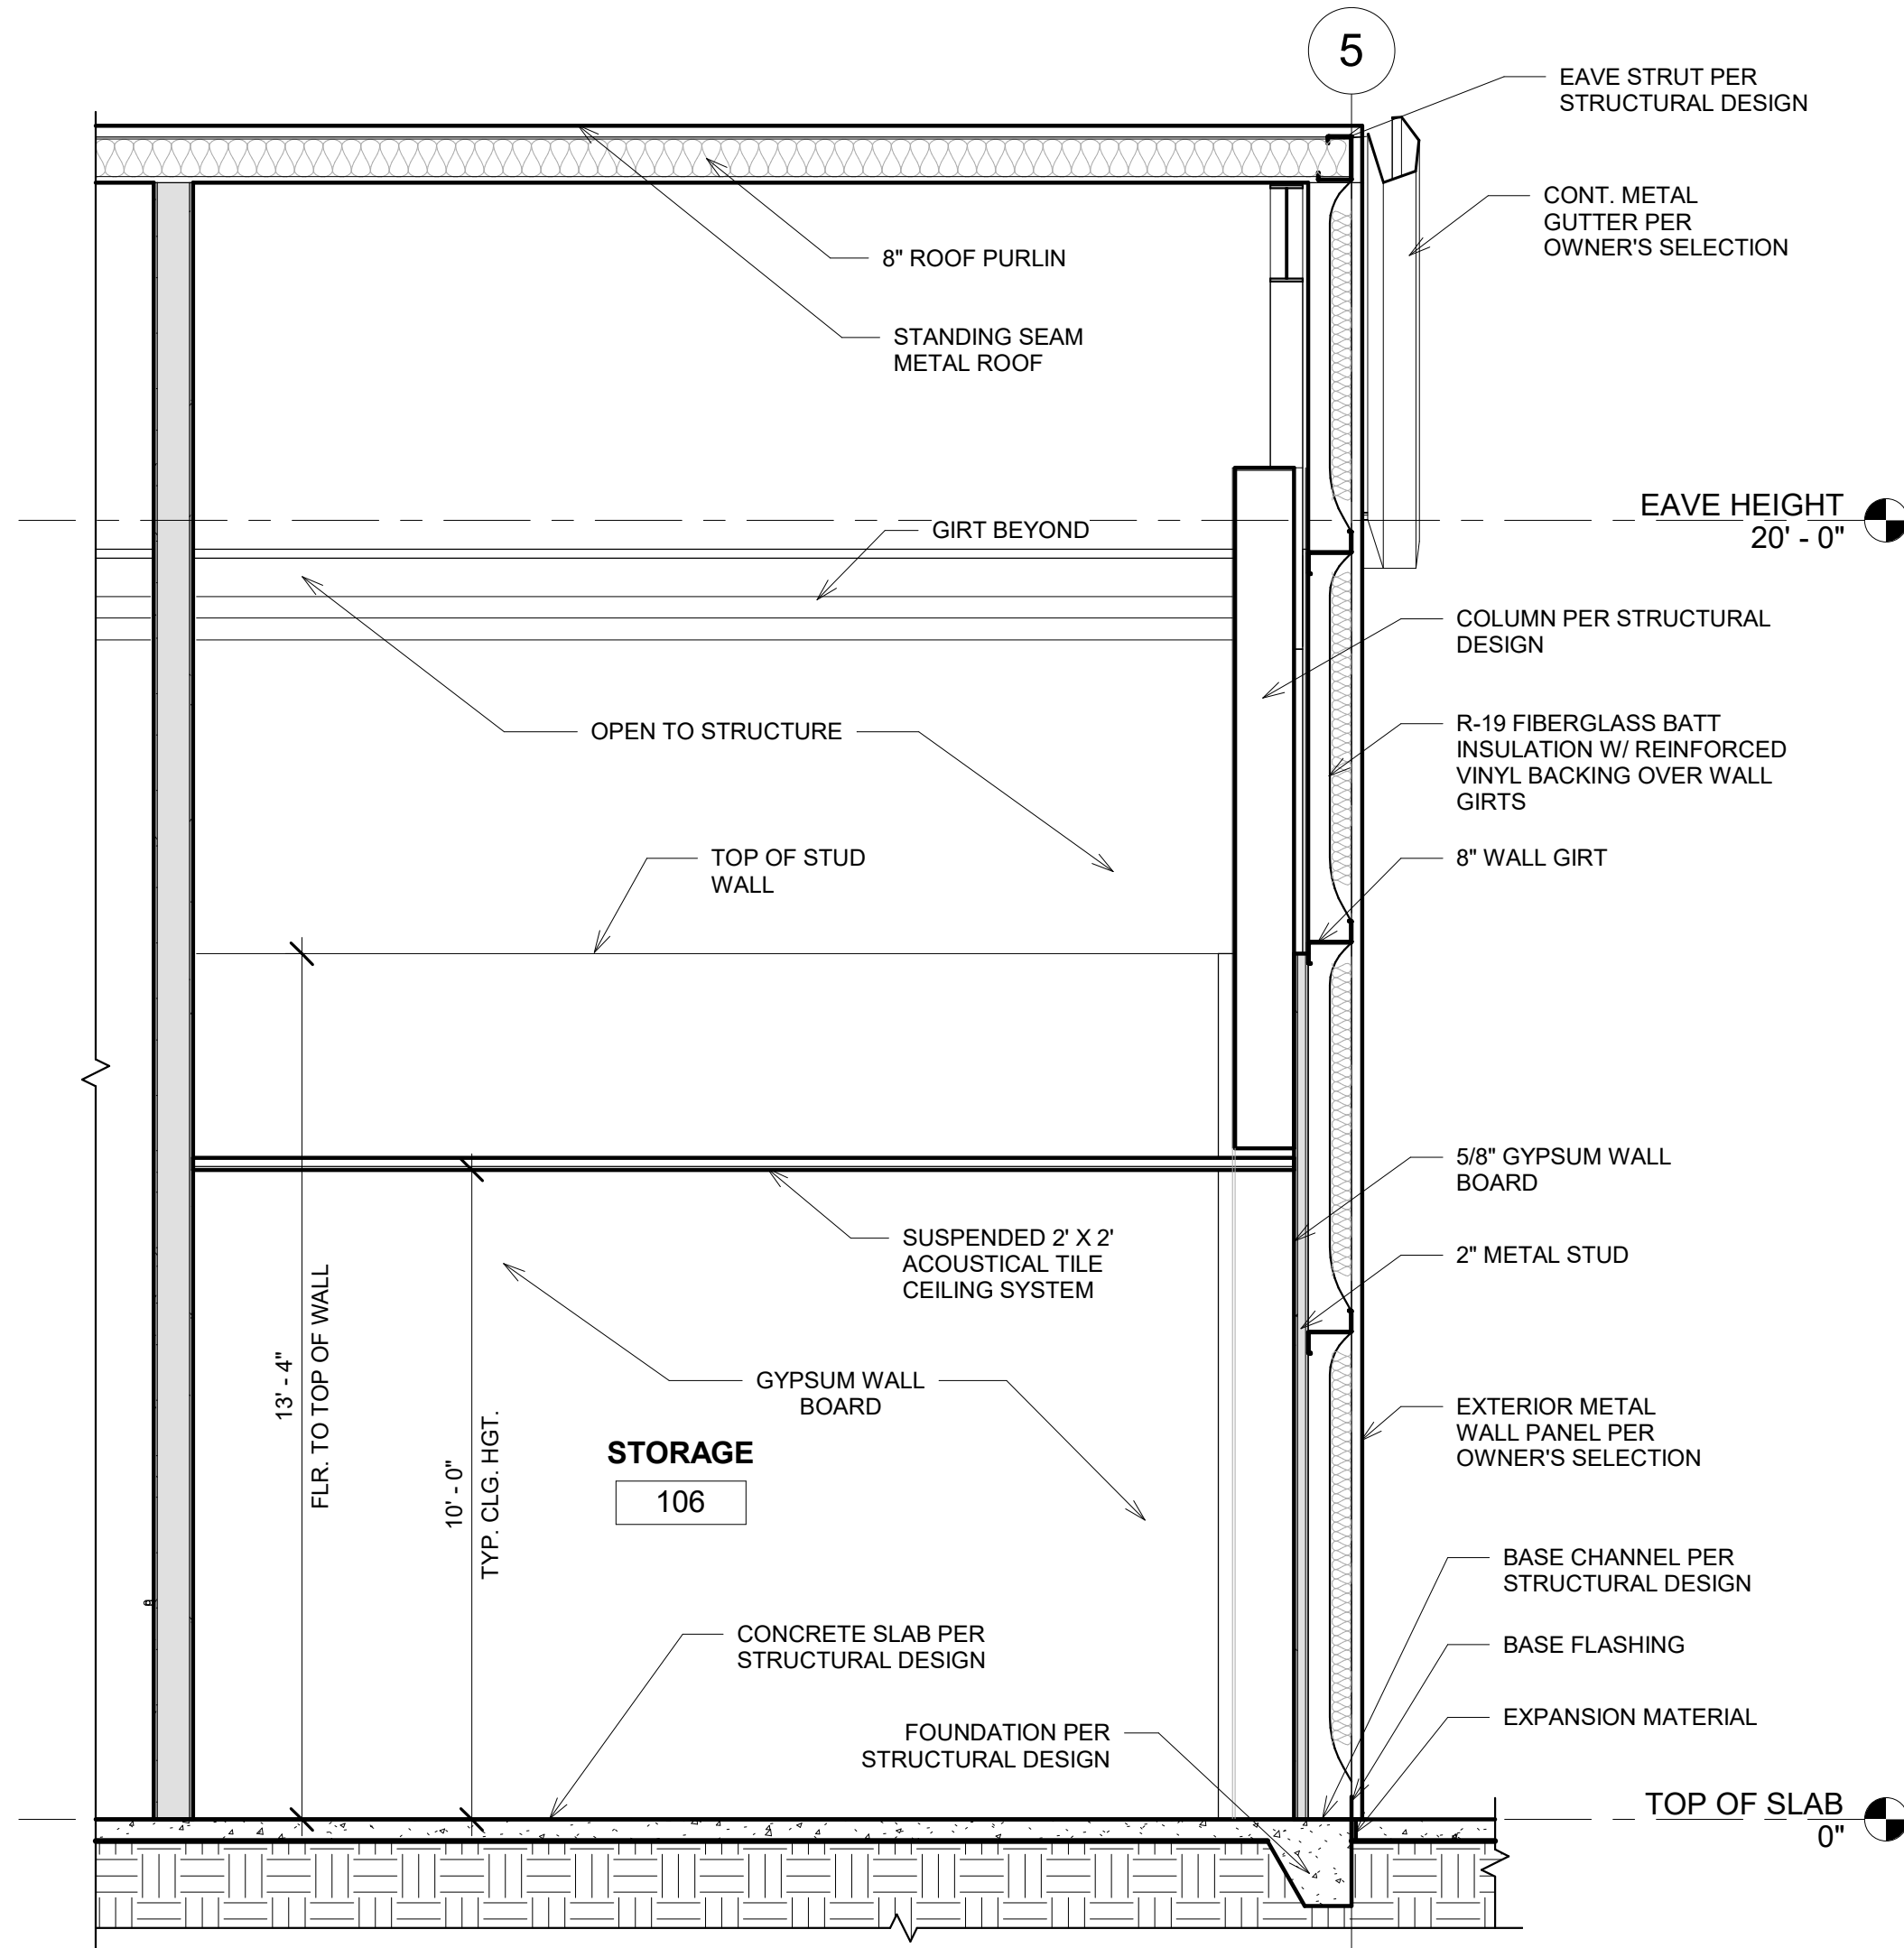 5
EAVE STRUT PER
STRUCTURAL DESIGN
CONT. METAL
GUTTER PER
OWNER'S SELECTION
8" ROOF PURLIN
STANDING SEAM
METAL ROOF
EAVE HEIGHT
20' - 0"
GIRT BEYOND
COLUMN PER STRUCTURAL
DESIGN
OPEN TO STRUCTURE
R-19 FIBERGLASS BATT
INSULATION W/ REINFORCED
VINYL BACKING OVER WALL
GIRTS
TOP OF STUD
WALL
8" WALL GIRT
5/8" GYPSUM WALL
BOARD
SUSPENDED 2' X 2'
ACOUSTICAL TILE
CEILING SYSTEM
2" METAL STUD
13' - 4"
FLR. TO TOP OF WALL
10' - 0"
TYP. CLG. HGT.
GYPSUM WALL
BOARD
STORAGE
106
EXTERIOR METAL
WALL PANEL PER
OWNER'S SELECTION
BASE CHANNEL PER
STRUCTURAL DESIGN
CONCRETE SLAB PER
STRUCTURAL DESIGN
BASE FLASHING
FOUNDATION PER
STRUCTURAL DESIGN
EXPANSION MATERIAL
TOP OF SLAB
0"